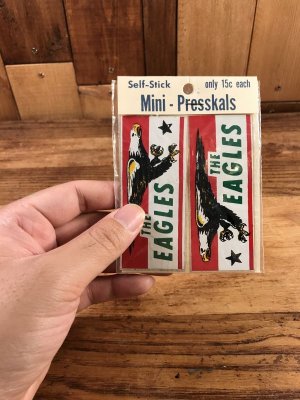 Self-Stick only 15c each
Mini - Presskals
THE
EAGLES
THE
EAGLES